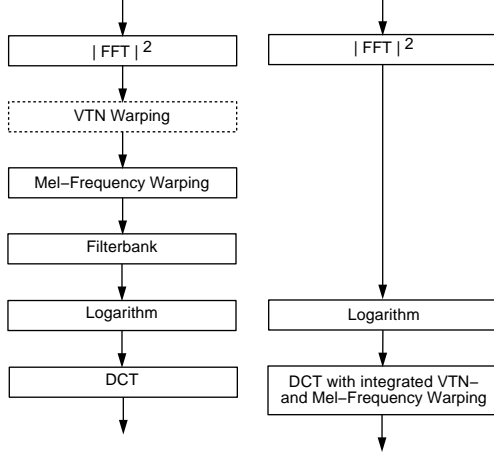 | FFT | 2
VTN Warping
Mel–Frequency Warping
Filterbank
Logarithm
DCT
| FFT | 2
Logarithm
DCT with integrated VTN–
and Mel–Frequency Warping